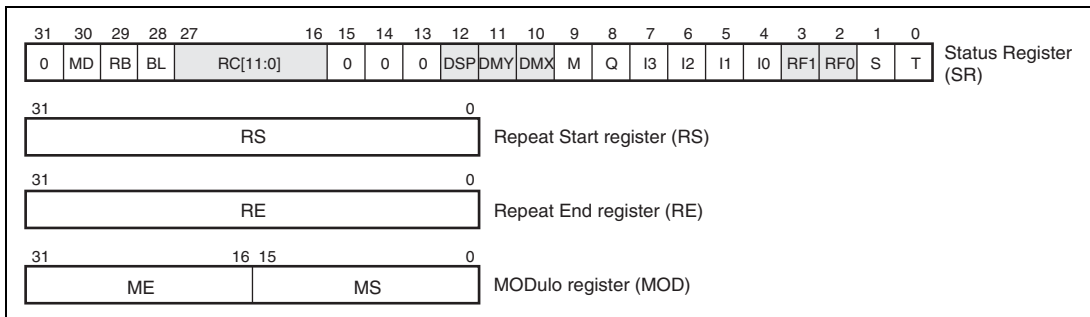 31 30 29 28 27 16 15 14 13 12 11 10 9 8 7 6 5 4 3 2 1 0
0 MD RB BL RC[11:0] 0 0 0 DSP DMY DMX M Q I3 I2 I1 I0 RF1 RF0 S T
Status Register
(SR)
31 0
RS
Repeat Start register (RS)
31 0
RE
Repeat End register (RE)
31 16 15 0
ME MS
MODulo register (MOD)